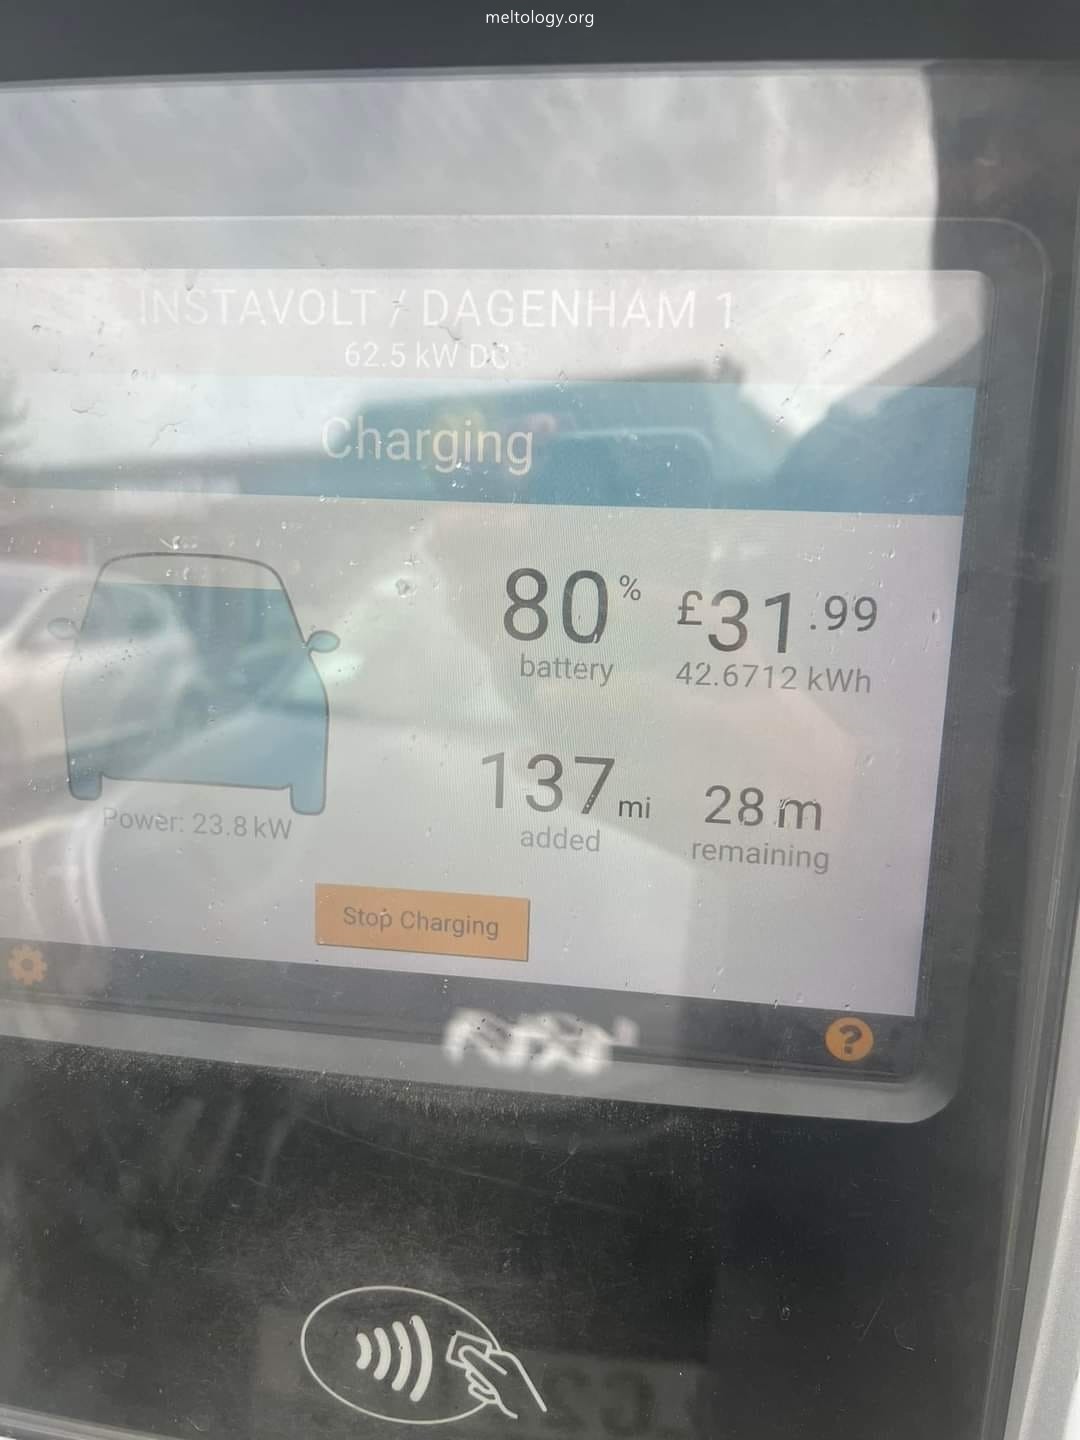 meltology.org
INSTAVOLT / DAGENHAM 1
62.5 kW DC
Charging
80%
battery
£31.99
42.6712 kWh
137 mi
added
28 m
remaining
Power: 23.8 kW
Stop Charging
?